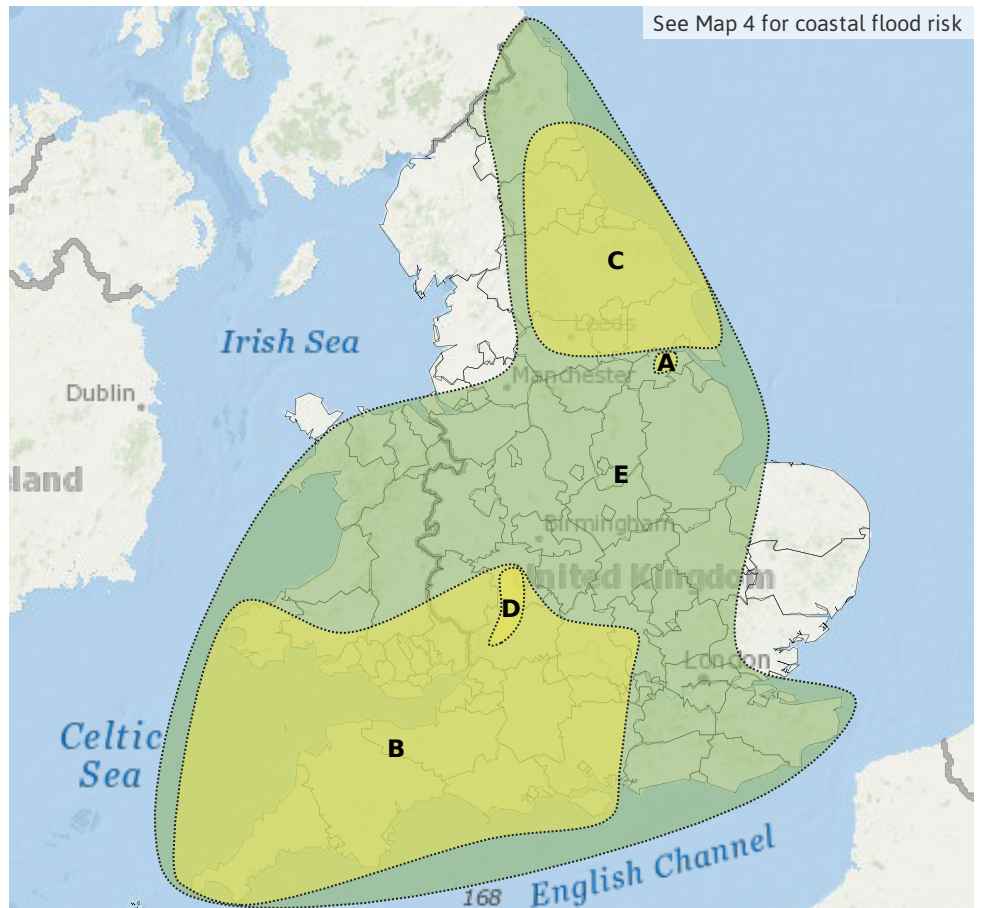 See Map 4 for coastal flood risk
C
Leeds
Irish Sea
A
Manchester
Dublin
land
E
Birmingham
United Kingdom
D
London
Celtic
Sea
B
English Channel
168